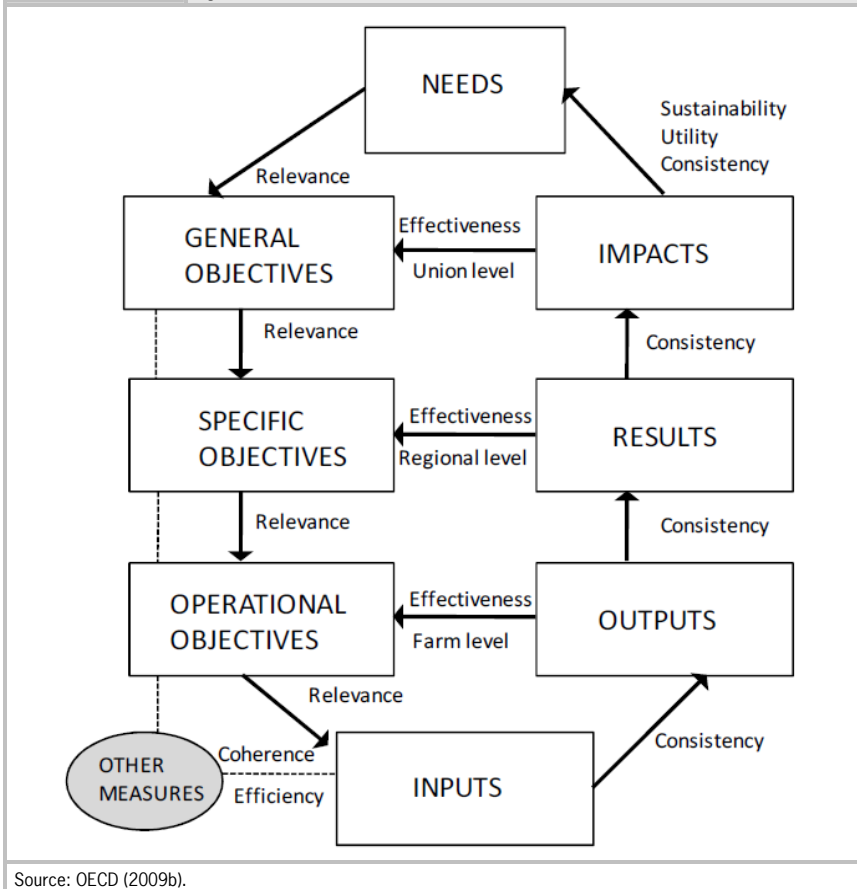 NEEDS
Sustainability
Utility
Consistency
Relevance
GENERAL
OBJECTIVES
Effectiveness
Union level
IMPACTS
Relevance
Consistency
SPECIFIC
OBJECTIVES
Effectiveness
Regional level
RESULTS
Relevance
Consistency
OPERATIONAL
OBJECTIVES
Effectiveness
Farm level
OUTPUTS
Relevance
Consistency
OTHER
MEASURES
Coherence
Efficiency
INPUTS
Source: OECD (2009b).